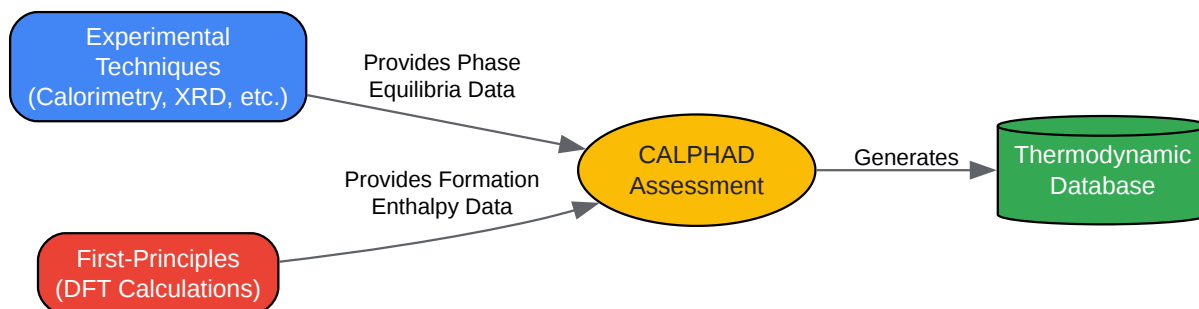 Experimental
Techniques
(Calorimetry, XRD, etc.)
Provides Phase
Equilibria Data
CALPHAD
Assessment
Generates
Thermodynamic
Database
Provides Formation
Enthalpy Data
First-Principles
(DFT Calculations)